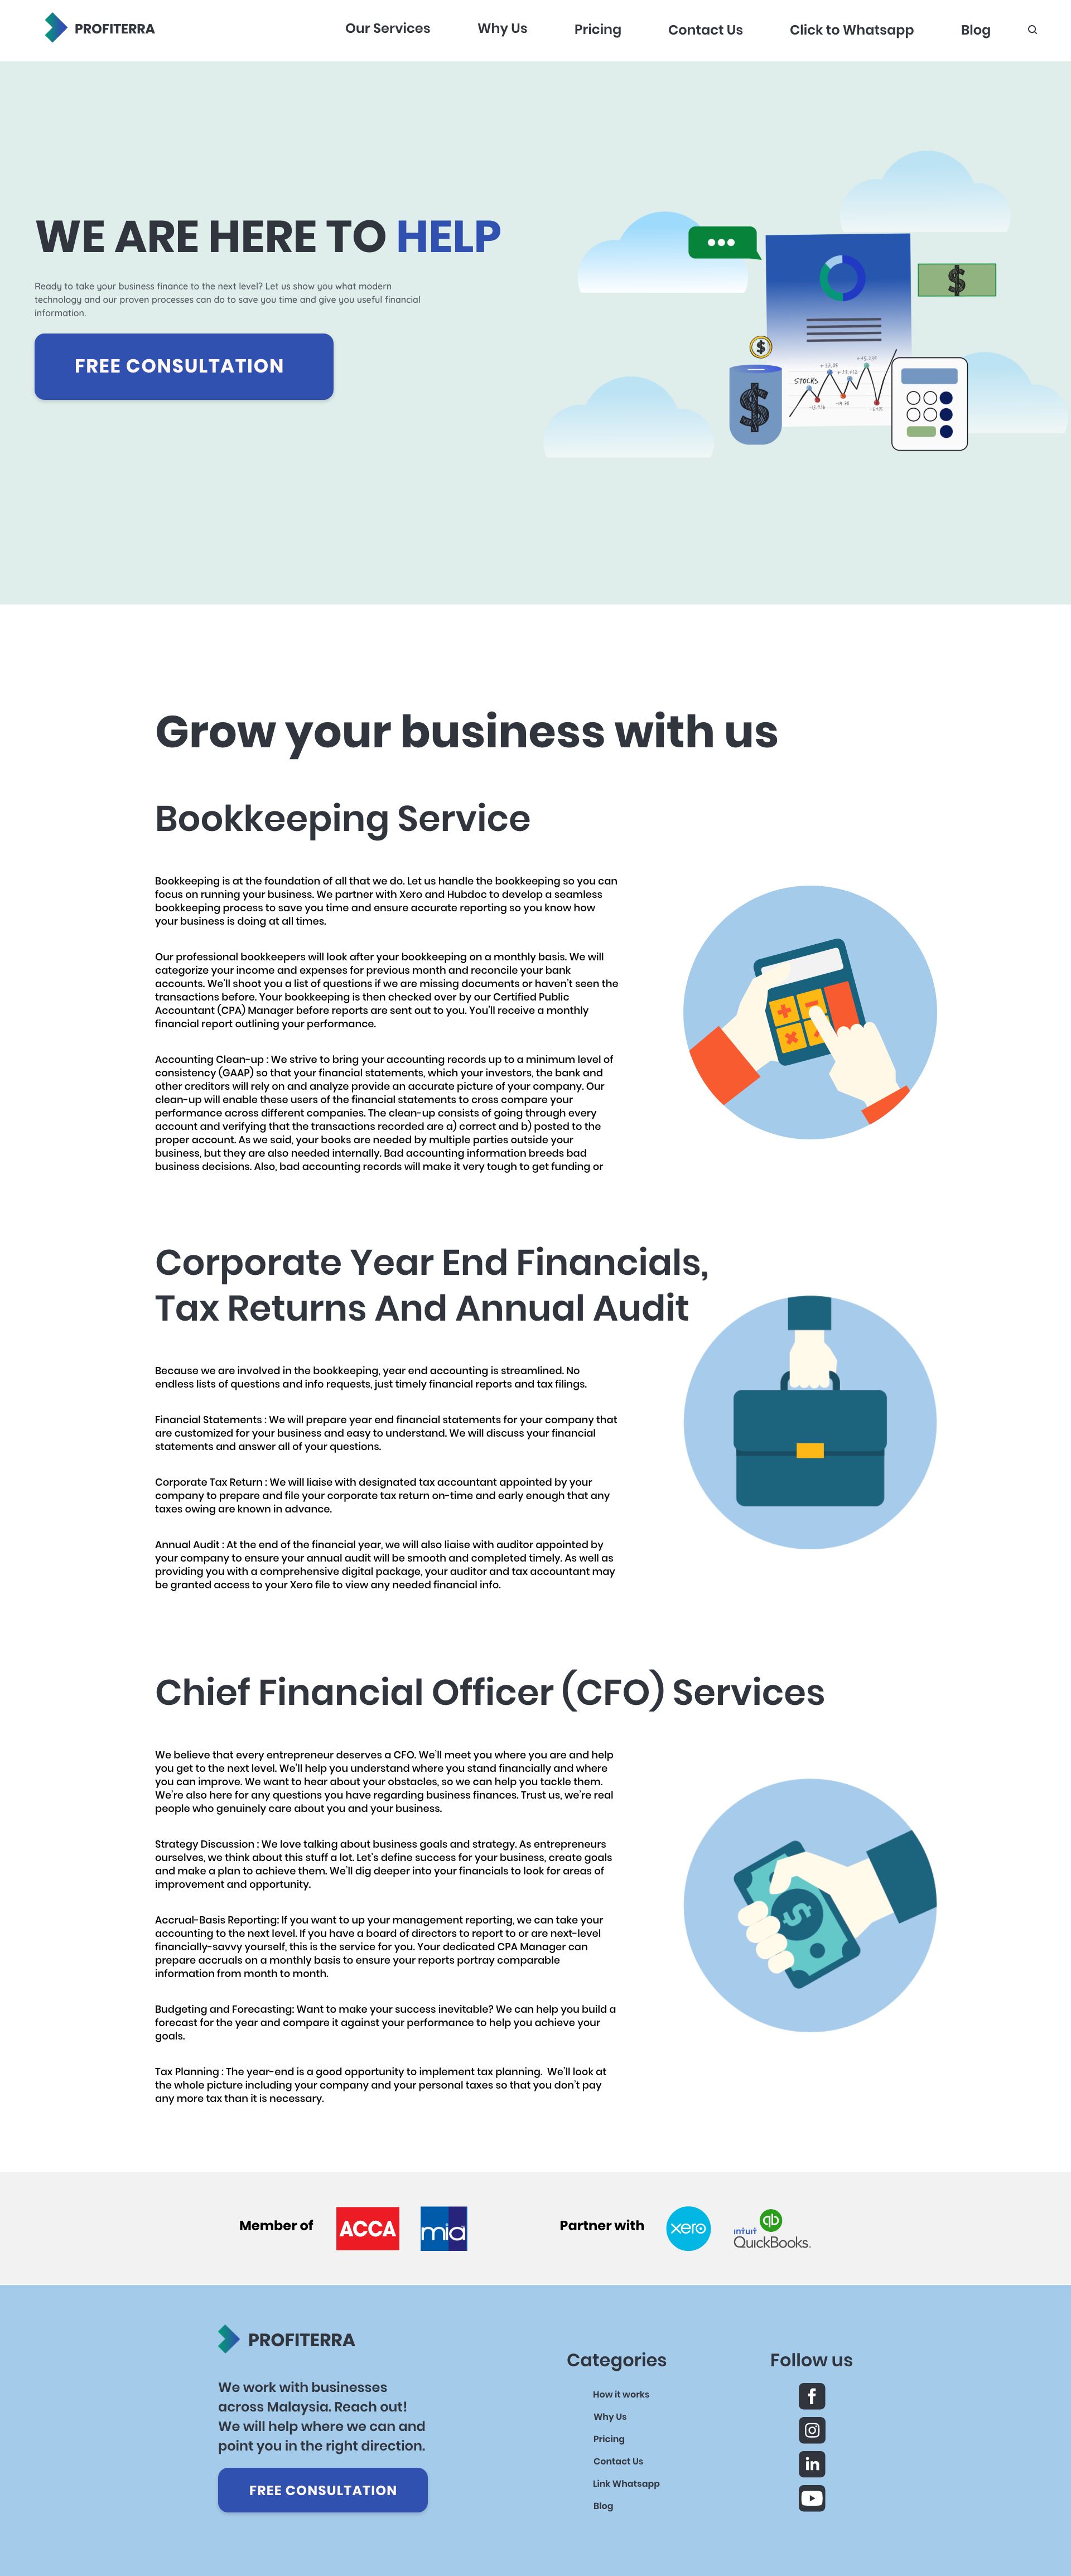 PROFITERRA
Our Services
Why Us
Pricing
Contact Us
Click to Whatsapp
Blog
WE ARE HERE TO HELP
Ready to take your business finance to the next level? Let us show you what modern
technology and our proven processes can do to save you time and give you useful financial
information.
FREE CONSULTATION
$
$
$
STOCKS
Grow your business with us
Bookkeeping Service
Bookkeeping is at the foundation of all that we do. Let us handle the bookkeeping so you can
focus on running your business. We partner with Xero and Hubdoc to develop a seamless
bookkeeping process to save you time and ensure accurate reporting so you know how
your business is doing at all times.
Our professional bookkeepers will look after your bookkeeping on a monthly basis. We will
categorize your income and expenses for previous month and reconcile your bank
accounts. We'll shoot you a list of questions if we are missing documents or haven't seen the
transactions before. Your bookkeeping is then checked over by our Certified Public
Accountant (CPA) Manager before reports are sent out to you. You'll receive a monthly
financial report outlining your performance.
Accounting Clean-up : We strive to bring your accounting records up to a minimum level of
consistency (GAAP) so that your financial statements, which your investors, the bank and
other creditors will rely on and analyze provide an accurate picture of your company. Our
clean-up will enable these users of the financial statements to cross compare your
performance across different companies. The clean-up consists of going through every
account and verifying that the transactions recorded are a) correct and b) posted to the
proper account. As we said, your books are needed by multiple parties outside your
business, but they are also needed internally. Bad accounting information breeds bad
business decisions. Also, bad accounting records will make it very tough to get funding or
Corporate Year End Financials,
Tax Returns And Annual Audit
Because we are involved in the bookkeeping, year end accounting is streamlined. No
endless lists of questions and info requests, just timely financial reports and tax filings.
Financial Statements : We will prepare year end financial statements for your company that
are customized for your business and easy to understand. We will discuss your financial
statements and answer all of your questions.
Corporate Tax Return : We will liaise with designated tax accountant appointed by your
company to prepare and file your corporate tax return on-time and early enough that any
taxes owing are known in advance.
Annual Audit : At the end of the financial year, we will also liaise with auditor appointed by
your company to ensure your annual audit will be smooth and completed timely. As well as
providing you with a comprehensive digital package, your auditor and tax accountant may
be granted access to your Xero file to view any needed financial info.
Chief Financial Officer (CFO) Services
We believe that every entrepreneur deserves a CFO. We'll meet you where you are and help
you get to the next level. We'll help you understand where you stand financially and where
you can improve. We want to hear about your obstacles, so we can help you tackle them.
We're also here for any questions you have regarding business finances. Trust us, we're real
people who genuinely care about you and your business.
Strategy Discussion : We love talking about business goals and strategy. As entrepreneurs
ourselves, we think about this stuff a lot. Let's define success for your business, create goals
and make a plan to achieve them. We'll dig deeper into your financials to look for areas of
improvement and opportunity.
Accrual-Basis Reporting: If you want to up your management reporting, we can take your
accounting to the next level. If you have a board of directors to report to or are next-level
financially-savvy yourself, this is the service for you. Your dedicated CPA Manager can
prepare accruals on a monthly basis to ensure your reports portray comparable
information from month to month.
Budgeting and Forecasting: Want to make your success inevitable? We can help you build a
forecast for the year and compare it against your performance to help you achieve your
goals.
Tax Planning : The year-end is a good opportunity to implement tax planning.  We'll look at
the whole picture including your company and your personal taxes so that you don't pay
any more tax than it is necessary.
$
Member of
ACCA
mia
Partner with
xero
qb
intuit
QuickBooks.
PROFITERRA
We work with businesses
across Malaysia. Reach out!
We will help where we can and
point you in the right direction.
FREE CONSULTATION
Categories
How it works
Why Us
Pricing
Contact Us
Link Whatsapp
Blog
Follow us